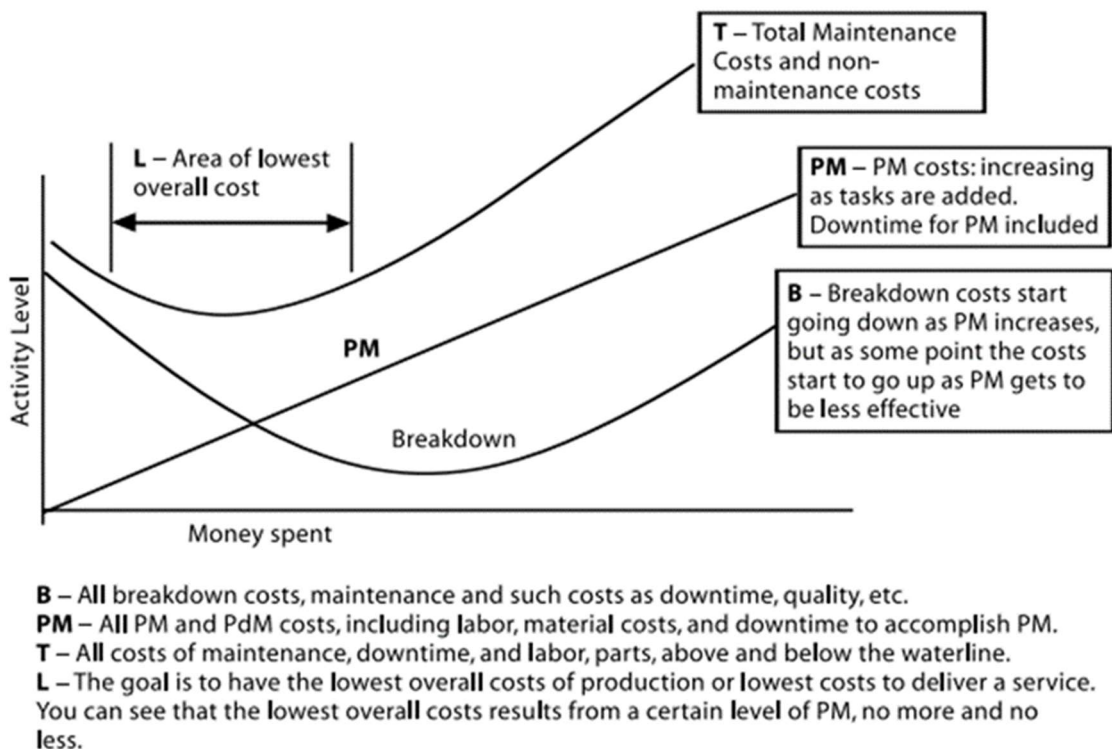 T – Total Maintenance
Costs and non-
maintenance costs
L – Area of lowest
overall cost
PM – PM costs: increasing
as tasks are added.
Downtime for PM included
B – Breakdown costs start
going down as PM increases,
but as some point the costs
start to go up as PM gets to
be less effective
PM
Breakdown
Activity Level
Money spent
B – All breakdown costs, maintenance and such costs as downtime, quality, etc.
PM – All PM and PdM costs, including labor, material costs, and downtime to accomplish PM.
T – All costs of maintenance, downtime, and labor, parts, above and below the waterline.
L – The goal is to have the lowest overall costs of production or lowest costs to deliver a service.
You can see that the lowest overall costs results from a certain level of PM, no more and no
less.